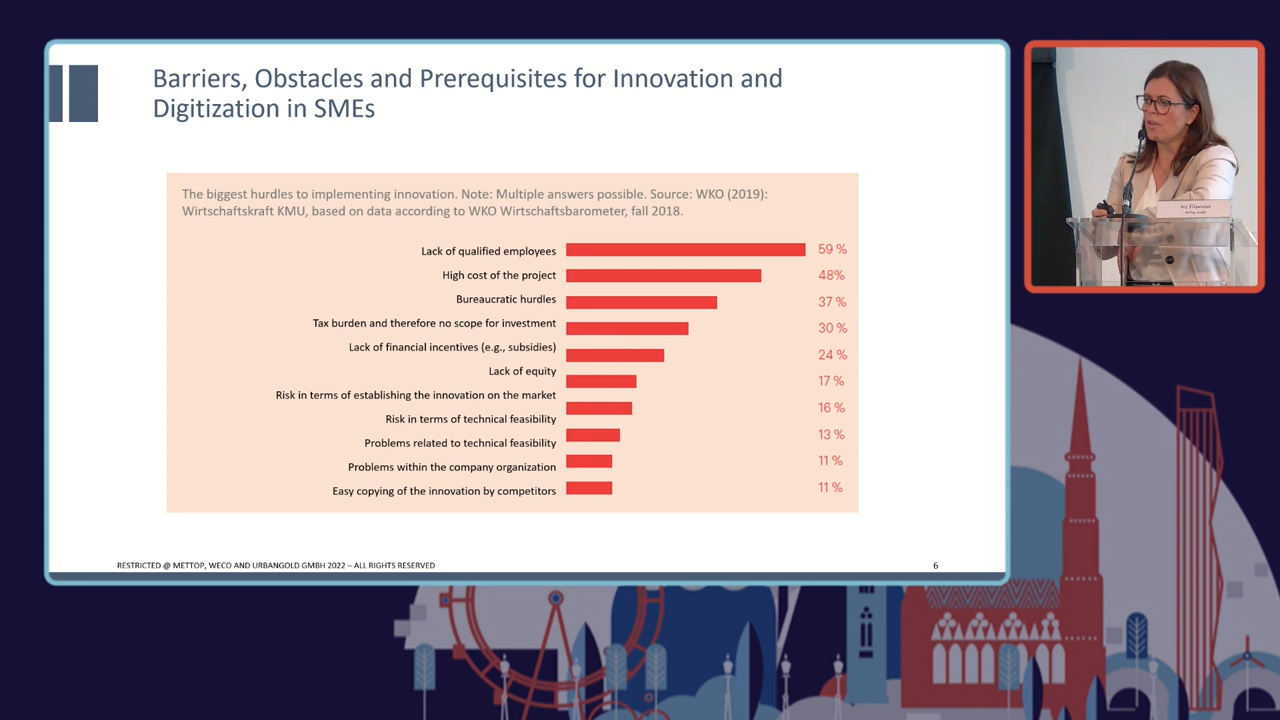 Barriers, Obstacles and Prerequisites for Innovation and
Digitization in SMEs
The biggest hurdles to implementing innovation. Note: Multiple answers possible. Source: WKO (2019):
Wirtschaftskraft KMU, based on data according to WKO Wirtschaftsbarometer, fall 2018.
Lack of qualified employees
59 %
High cost of the project
48%
Bureaucratic hurdles
37 %
Tax burden and therefore no scope for investment
30 %
Lack of financial incentives (e.g., subsidies)
24 %
Lack of equity
17 %
Risk in terms of establishing the innovation on the market
16 %
Risk in terms of technical feasibility
13 %
Problems related to technical feasibility
11 %
Problems within the company organization
11 %
Easy copying of the innovation by competitors
RESTRICTED @ METTOP, WECO AND URBANGOLD GMBH 2022 – ALL RIGHTS RESERVED
6